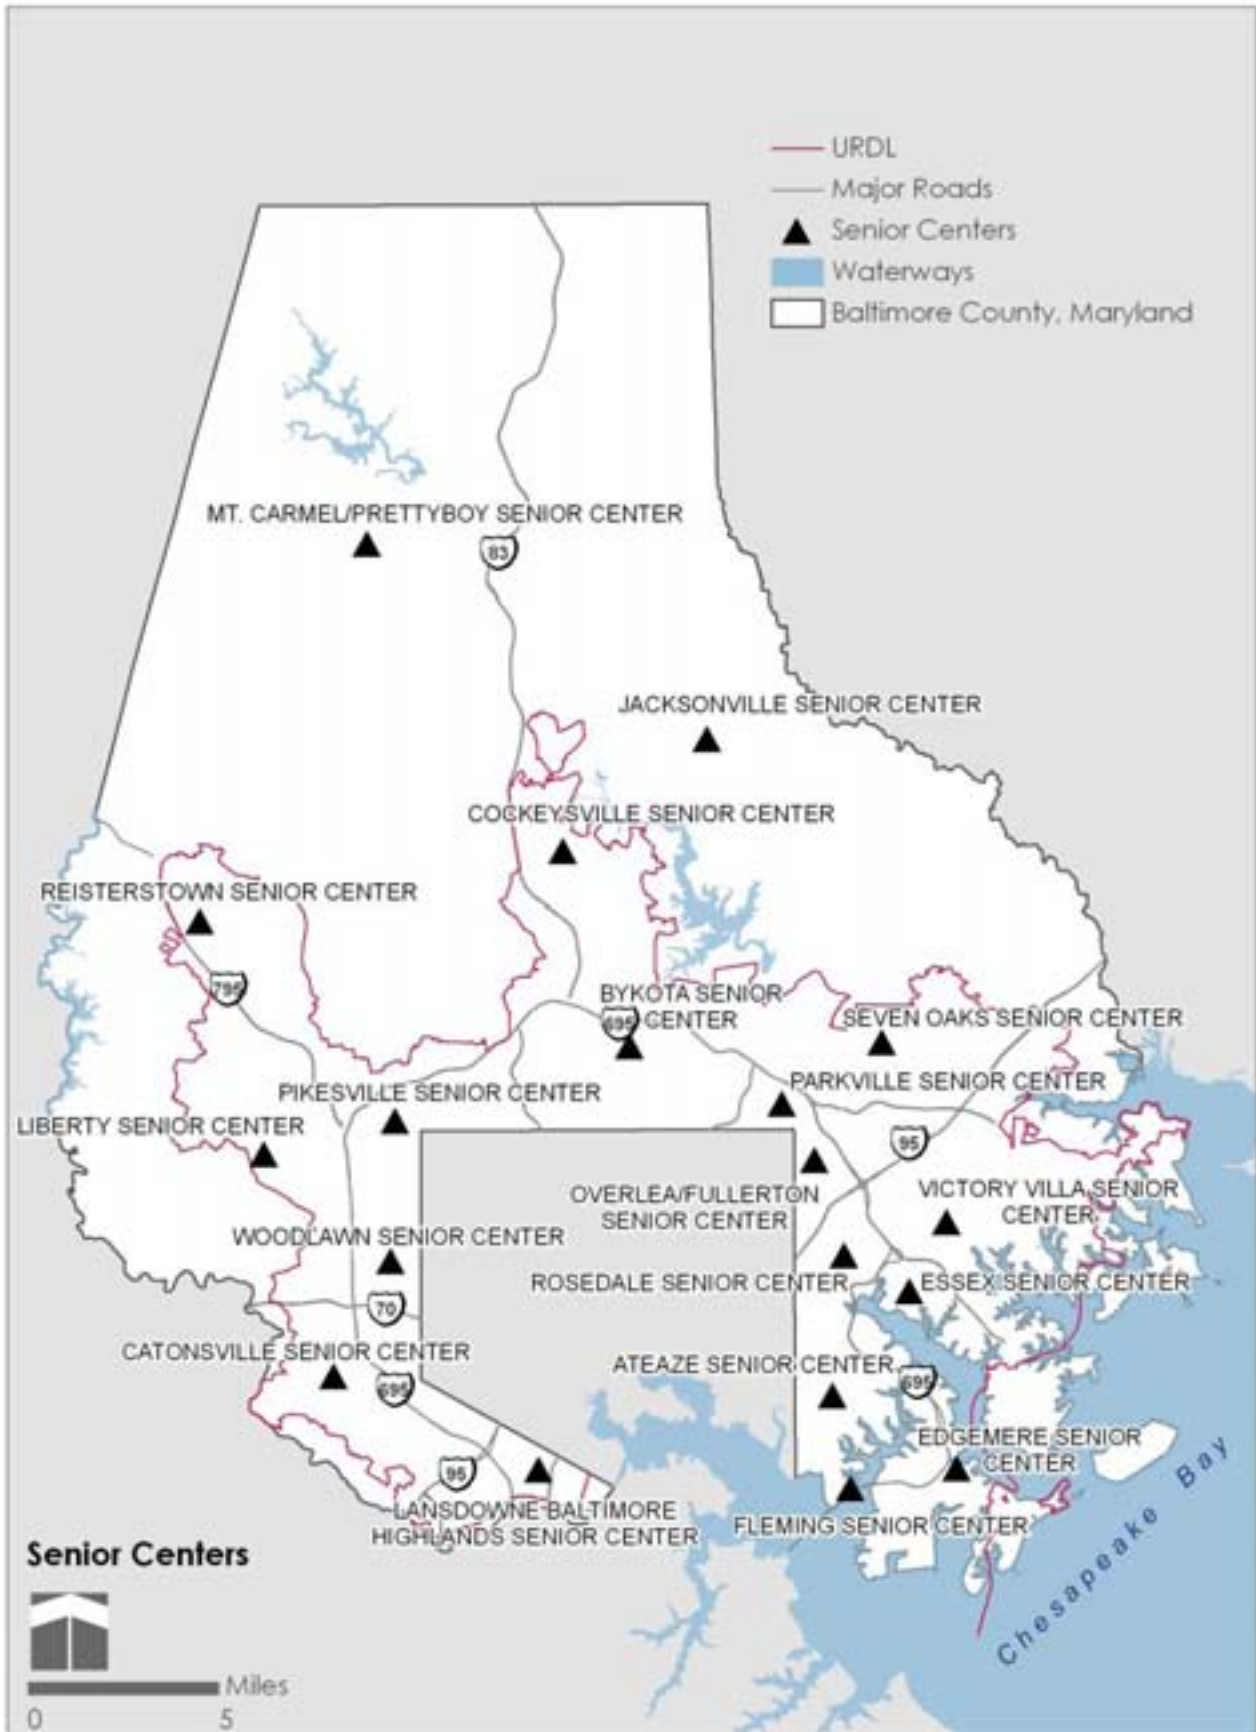 URDL
Major Roads
Senior Centers
Waterways
Baltimore County, Maryland
MT. CARMEL/PRETTYBOY SENIOR CENTER
83
JACKSONVILLE SENIOR CENTER
COCKEYSVILLE SENIOR CENTER
REISTERSTOWN SENIOR CENTER
795
BYKOTA SENIOR
CENTER
695
SEVEN OAKS SENIOR CENTER
PIKESVILLE SENIOR CENTER
PARKVILLE SENIOR CENTER
LIBERTY SENIOR CENTER
95
OVERLEA/FULLERTON
SENIOR CENTER
VICTORY VILLA SENIOR
CENTER
WOODLAWN SENIOR CENTER
ROSEDALE SENIOR CENTER
ESSEX SENIOR CENTER
70
CATONSVILLE SENIOR CENTER
695
ATEAZE SENIOR CENTER
695
EDGEMERE SENIOR
CENTER
95
LANSDOWNE-BALTIMORE
HIGHLANDS SENIOR CENTER
FLEMING SENIOR CENTER
Chesapeake Bay
Senior Centers
Miles
0 5